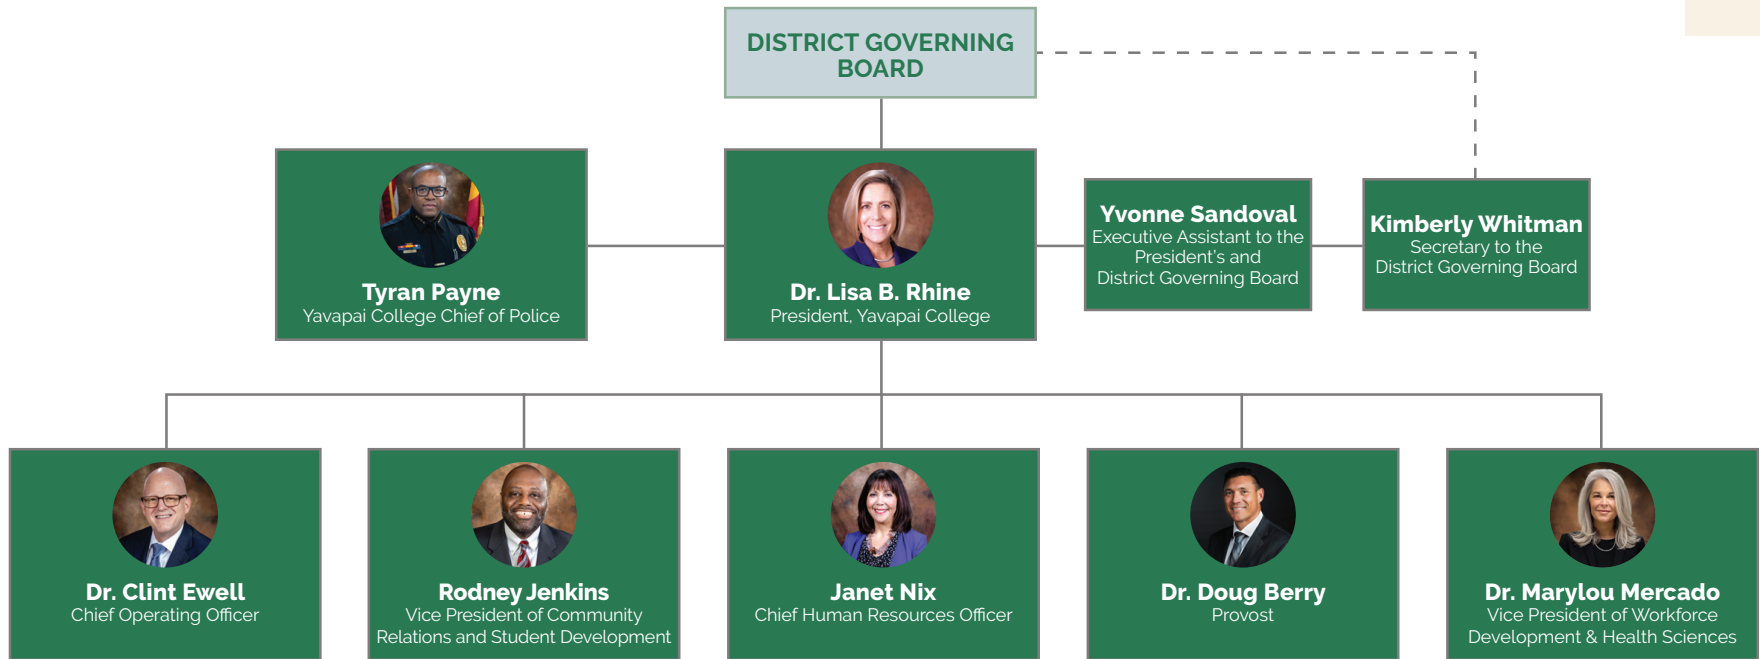 DISTRICT GOVERNING
BOARD
Tyran Payne
Yavapai College Chief of Police
Dr. Lisa B. Rhine
President, Yavapai College
Yvonne Sandoval
Executive Assistant to the
President's and
District Governing Board
Kimberly Whitman
Secretary to the
District Governing Board
Dr. Clint Ewell
Chief Operating Officer
Rodney Jenkins
Vice President of Community
Relations and Student Development
Janet Nix
Chief Human Resources Officer
Dr. Doug Berry
Provost
Dr. Marylou Mercado
Vice President of Workforce
Development & Health Sciences